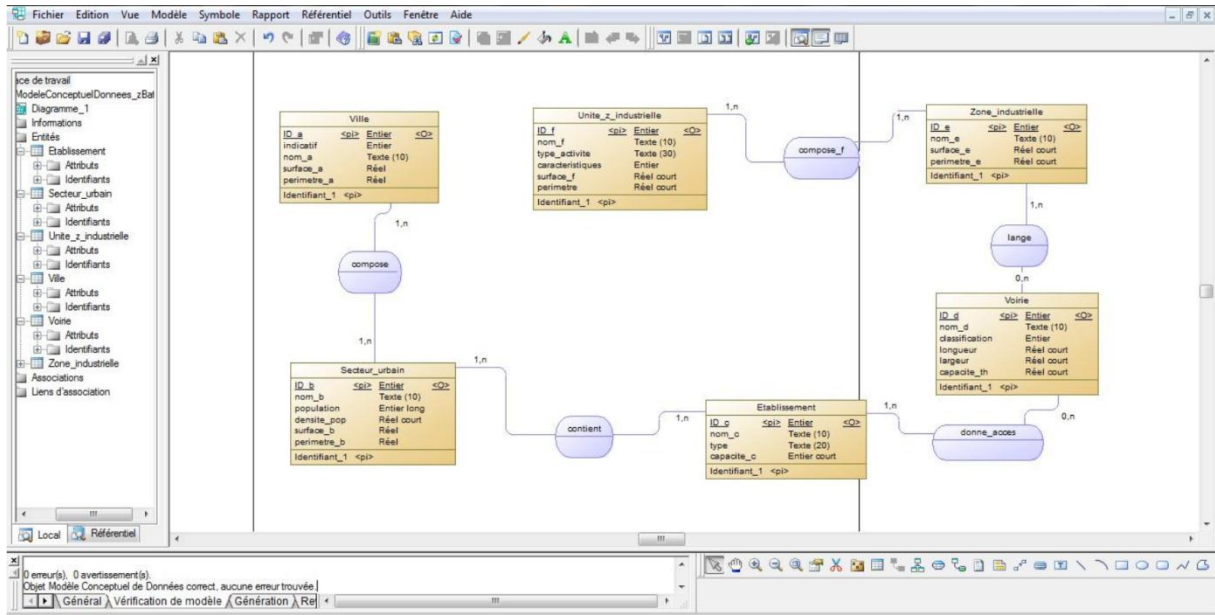 Fichier Edition Vue Modèle Symbole Rapport Référentiel Outils Fenêtre Aide
ace de travail
ModeleConceptuelDonnees_zBat
Diagramme_1
Informations
Entités
Etablissement
Attributs
Identifiants
Secteur_urbain
Attributs
Identifiants
Unite_z_industrielle
Attributs
Identifiants
Ville
Attributs
Identifiants
Voirie
Attributs
Identifiants
Zone_industrielle
Associations
Liens d'association
Local Référentiel
Ville
ID_a <pi> Entier <O>
indicatif Entier
nom_a Texte (10)
surface_a Réel
perimetre_a Réel
Identifiant_1 <pi>
1,n
compose
1,n
Unite_z_industrielle
ID_f <pi> Entier <O>
nom_f Texte (10)
type_activite Texte (30)
caracteristiques Entier
surface_f Réel court
perimetre Réel court
Identifiant_1 <pi>
1,n
compose_f
1,n
Zone_industrielle
ID_e <pi> Entier <O>
nom_e Texte (10)
surface_e Réel court
perimetre_e Réel court
Identifiant_1 <pi>
1,n
lange
0,n
Voirie
ID_d <pi> Entier <O>
nom_d Texte (10)
classification Entier
longueur Réel court
largeur Réel court
capacite_th Réel court
Identifiant_1 <pi>
0,n
Secteur_urbain
ID_b <pi> Entier <O>
nom_b Texte (10)
population Entier long
densite_pop Réel court
surface_b Réel
perimetre_b Réel
Identifiant_1 <pi>
1,n
contient
1,n
Etablissement
ID_c <pi> Entier <O>
nom_c Texte (10)
type Texte (20)
capacite_c Entier court
Identifiant_1 <pi>
1,n
donne_acces
0 erreur(s), 0 avertissement(s).
Objet Modèle Conceptuel de Données correct, aucune erreur trouvée.
Général Vérification de modèle Génération Re